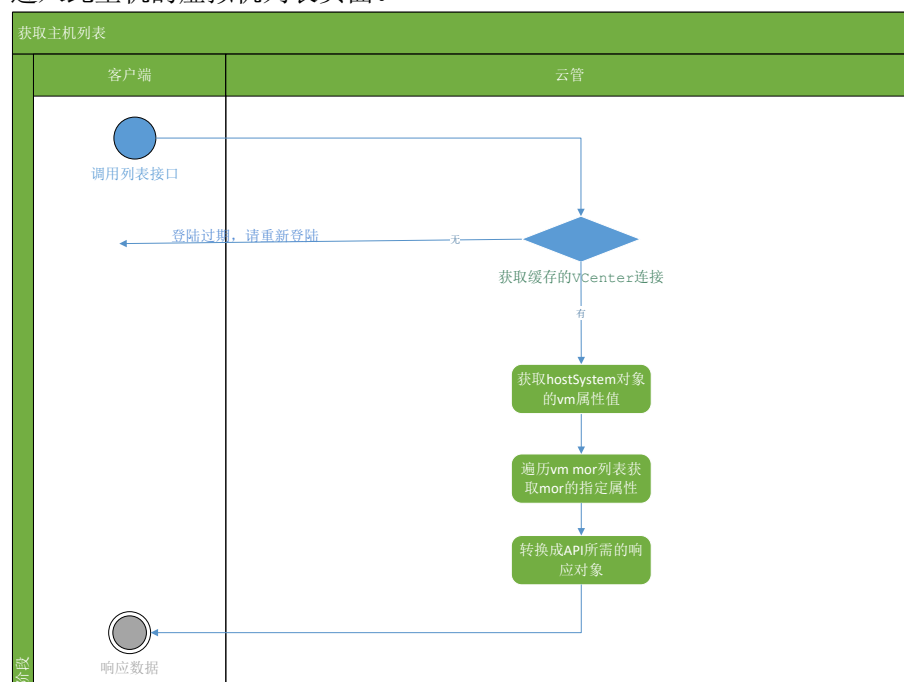 获取主机列表
客户端
云管
调用列表接口
登陆过期，请重新登陆
无
获取缓存的VCenter连接
有
获取hostSystem对象
的vm属性值
遍历vm mor列表获
取mor的指定属性
转换成API所需的响
应对象
响应数据
阶段